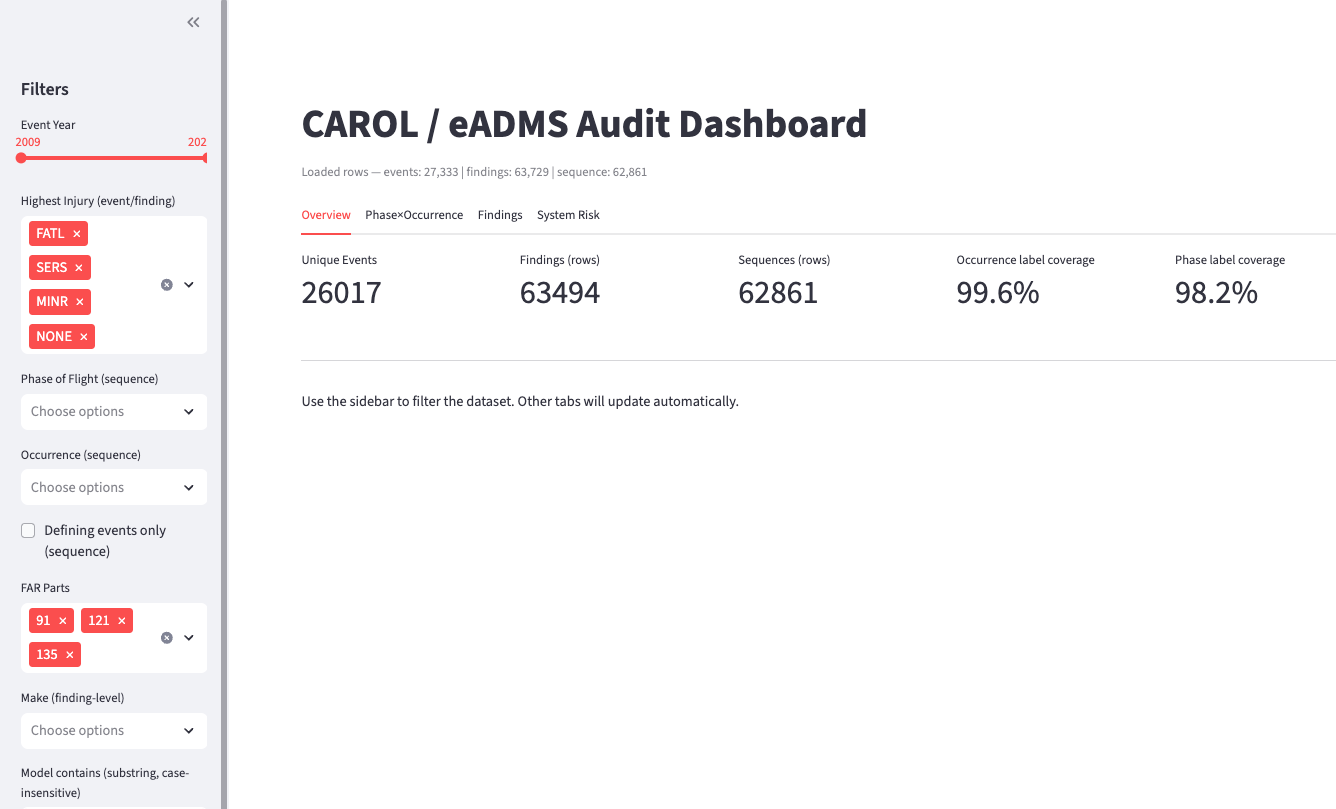 Filters
Event Year
2009
202
Highest Injury (event/finding)
FATL ×
SERS ×
MINR ×
NONE ×
Phase of Flight (sequence)
Choose options
Occurrence (sequence)
Choose options
Defining events only
(sequence)
FAR Parts
91 × 121 ×
135 ×
Make (finding-level)
Choose options
Model contains (substring, case-
insensitive)
CAROL / eADMS Audit Dashboard
Loaded rows — events: 27,333 | findings: 63,729 | sequence: 62,861
Overview Phase×Occurrence Findings System Risk
Unique Events
26017
Findings (rows)
63494
Sequences (rows)
62861
Occurrence label coverage
99.6%
Phase label coverage
98.2%
Use the sidebar to filter the dataset. Other tabs will update automatically.